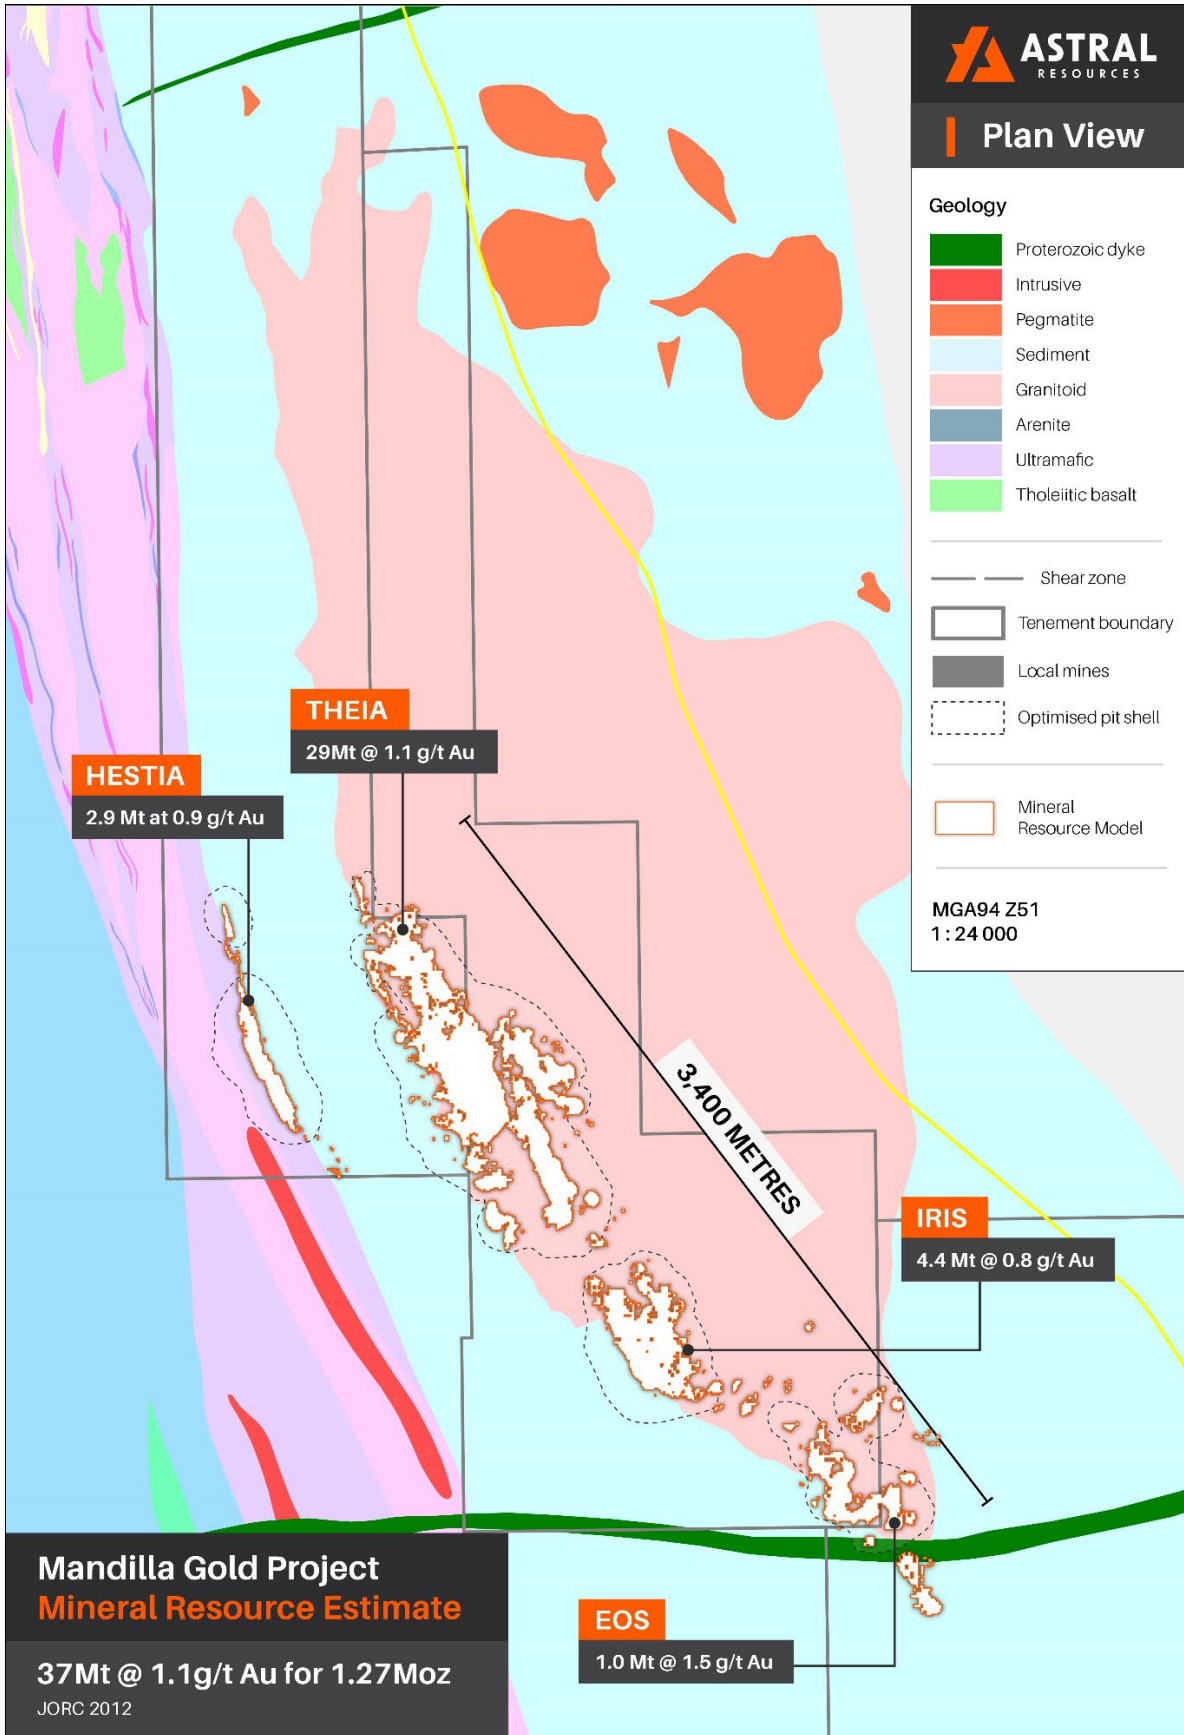 ASTRAL
RESOURCES
Plan View
Geology
Proterozoic dyke
Intrusive
Pegmatite
Sediment
Granitoid
Arenite
Ultramafic
Tholeiitic basalt
Shear zone
Tenement boundary
Local mines
Optimised pit shell
Mineral
Resource Model
MGA94 Z51
1 : 24 000
THEIA
29Mt @ 1.1 g/t Au
HESTIA
2.9 Mt at 0.9 g/t Au
3,400 METRES
IRIS
4.4 Mt @ 0.8 g/t Au
EOS
1.0 Mt @ 1.5 g/t Au
Mandilla Gold Project
Mineral Resource Estimate
37Mt @ 1.1g/t Au for 1.27Moz
JORC 2012